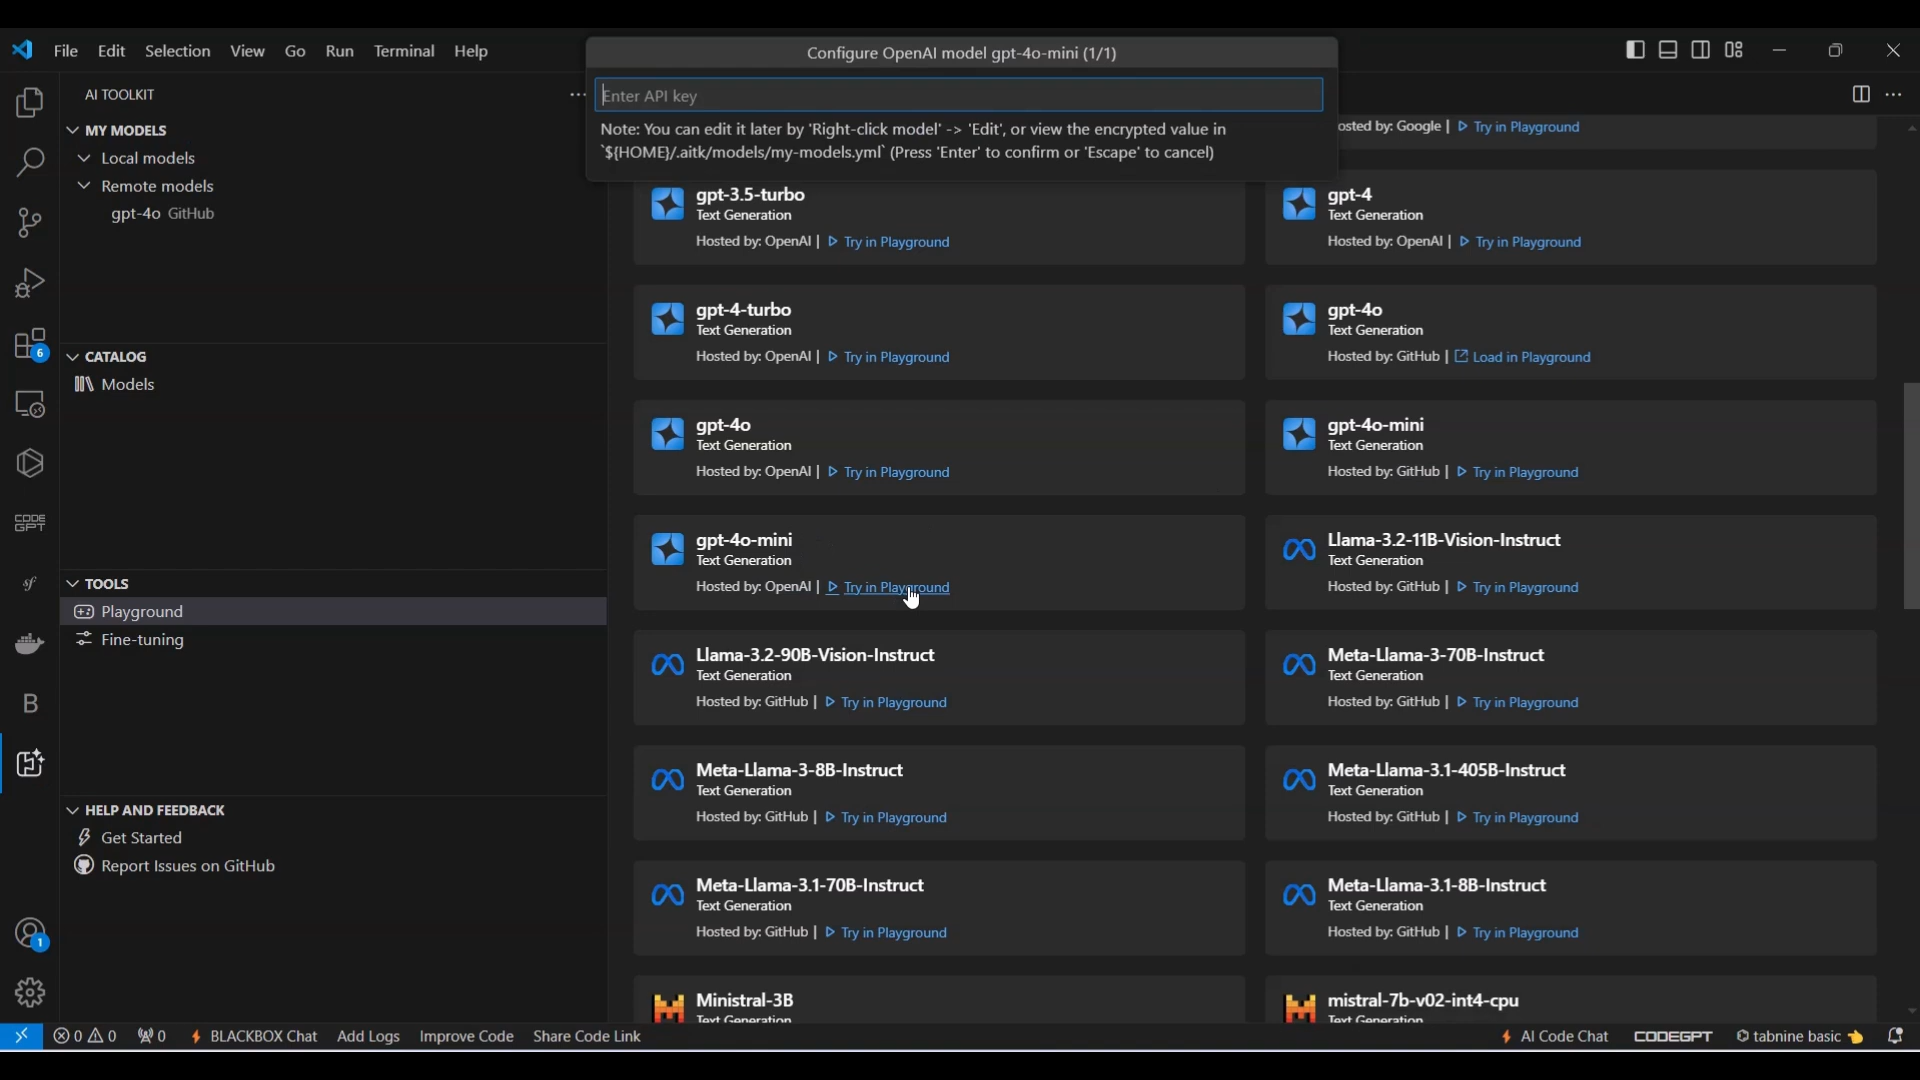 File Edit Selection View Go Run Terminal Help
Configure OpenAI model gpt-4o-mini (1/1)
Enter API key
Note: You can edit it later by 'Right-click model' -> 'Edit', or view the encrypted value in
`${HOME}/.aitk/models/my-models.yml` (Press 'Enter' to confirm or 'Escape' to cancel)
AI TOOLKIT
MY MODELS
Local models
Remote models
gpt-4o GitHub
CATALOG
Models
TOOLS
Playground
Fine-tuning
HELP AND FEEDBACK
Get Started
Report Issues on GitHub
6
CODE
GPT
B
1
osted by: Google | Try in Playground
gpt-3.5-turbo
Text Generation
Hosted by: OpenAI | Try in Playground
gpt-4
Text Generation
Hosted by: OpenAI | Try in Playground
gpt-4-turbo
Text Generation
Hosted by: OpenAI | Try in Playground
gpt-4o
Text Generation
Hosted by: GitHub | Load in Playground
gpt-4o
Text Generation
Hosted by: OpenAI | Try in Playground
gpt-4o-mini
Text Generation
Hosted by: GitHub | Try in Playground
gpt-4o-mini
Text Generation
Hosted by: OpenAI | Try in Playground
Llama-3.2-11B-Vision-Instruct
Text Generation
Hosted by: GitHub | Try in Playground
Llama-3.2-90B-Vision-Instruct
Text Generation
Hosted by: GitHub | Try in Playground
Meta-Llama-3-70B-Instruct
Text Generation
Hosted by: GitHub | Try in Playground
Meta-Llama-3-8B-Instruct
Text Generation
Hosted by: GitHub | Try in Playground
Meta-Llama-3.1-405B-Instruct
Text Generation
Hosted by: GitHub | Try in Playground
Meta-Llama-3.1-70B-Instruct
Text Generation
Hosted by: GitHub | Try in Playground
Meta-Llama-3.1-8B-Instruct
Text Generation
Hosted by: GitHub | Try in Playground
Ministral-3B
Text Generation
mistral-7b-v02-int4-cpu
Text Generation
0 0 0 BLACKBOX Chat Add Logs Improve Code Share Code Link AI Code Chat CODEGPT tabnine basic